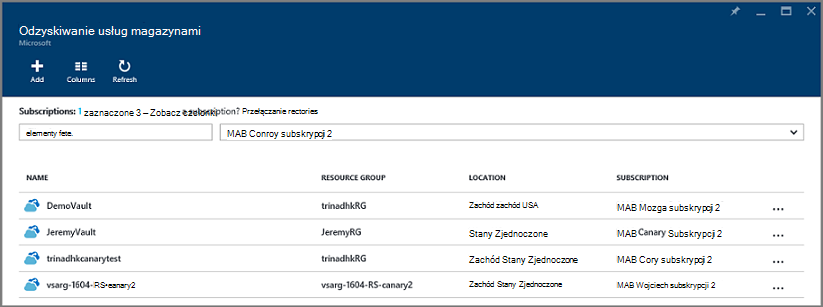 Odzyskiwanie usług magazynami
Microsoft
Add Columns Refresh
Subscriptions: 1 zaznaczone 3 – Zobacz członki a subscription? Przełączanie rectories
elementy fete. MAB Conroy subskrypcji 2
NAME RESOURCE GROUP LOCATION SUBSCRIPTION
DemoVault trinadhkRG Zachód zachód USA MAB Mozga subskrypcji 2 ...
JeremyVault JeremyRG Stany Zjednoczone MAB Canary Subskrypcji 2 ...
trinadhkcanarytest trinadhkRG Zachód Stany Zjednoczone MAB Cory subskrypcji 2 ...
vsarg-1604-RS•eanary2 vsarg-1604-RS-canary2 Zachód Stany Zjednoczone MAB Wojciech subskrypcji 2 ...